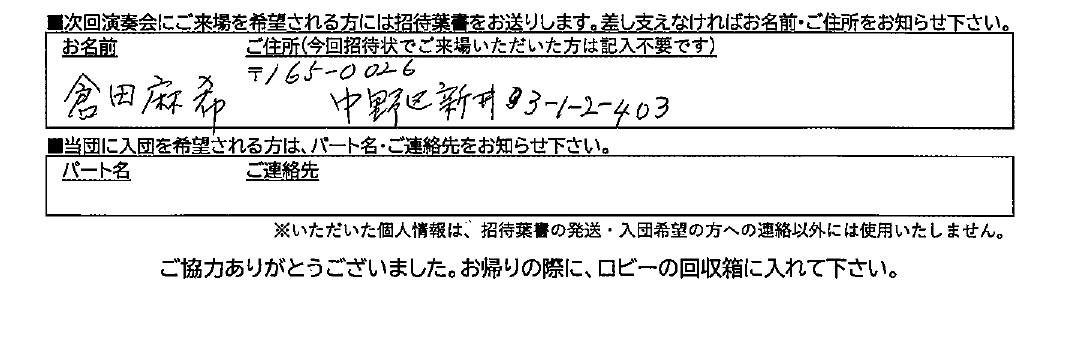 ■次回演奏会にご来場を希望される方には招待葉書をお送りします。差し支えなければお名前・ご住所をお知らせ下さい。
お名前 ご住所(今回招待状でご来場いただいた方は記入不要です)
〒165-0026
倉田麻希 中野区新井3-1-2-403
■当団に入団を希望される方は、パート名・ご連絡先をお知らせ下さい。
パート名 ご連絡先
※いただいた個人情報は、招待葉書の発送・入団希望の方への連絡以外には使用いたしません。
ご協力ありがとうございました。お帰りの際に、ロビーの回収箱に入れて下さい。